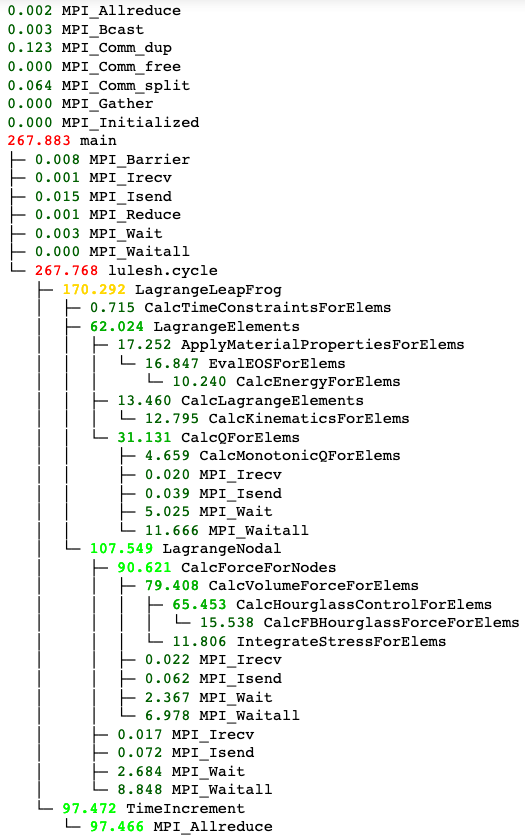 0.002 MPI_Allreduce
0.003 MPI_Bcast
0.123 MPI_Comm_dup
0.000 MPI_Comm_free
0.064 MPI_Comm_split
0.000 MPI_Gather
0.000 MPI_Initialized
267.883 main
├─ 0.008 MPI_Barrier
├─ 0.001 MPI_Irecv
├─ 0.015 MPI_Isend
├─ 0.001 MPI_Reduce
├─ 0.003 MPI_Wait
├─ 0.000 MPI_Waitall
└─ 267.768 lulesh.cycle
   ├─ 170.292 LagrangeLeapFrog
   │  ├─ 0.715 CalcTimeConstraintsForElems
   │  ├─ 62.024 LagrangeElements
   │  │  ├─ 17.252 ApplyMaterialPropertiesForElems
   │  │  │  └─ 16.847 EvalEOSForElems
   │  │  │     └─ 10.240 CalcEnergyForElems
   │  │  ├─ 13.460 CalcLagrangeElements
   │  │  │  └─ 12.795 CalcKinematicsForElems
   │  │  └─ 31.131 CalcQForElems
   │  │     ├─ 4.659 CalcMonotonicQForElems
   │  │     ├─ 0.020 MPI_Irecv
   │  │     ├─ 0.039 MPI_Isend
   │  │     ├─ 5.025 MPI_Wait
   │  │     └─ 11.666 MPI_Waitall
   │  └─ 107.549 LagrangeNodal
   │     ├─ 90.621 CalcForceForNodes
   │     │  ├─ 79.408 CalcVolumeForceForElems
   │     │  │  ├─ 65.453 CalcHourglassControlForElems
   │     │  │  │  └─ 15.538 CalcFBHourglassForceForElems
   │     │  │  └─ 11.806 IntegrateStressForElems
   │     │  ├─ 0.022 MPI_Irecv
   │     │  ├─ 0.062 MPI_Isend
   │     │  ├─ 2.367 MPI_Wait
   │     │  └─ 6.978 MPI_Waitall
   │     ├─ 0.017 MPI_Irecv
   │     ├─ 0.072 MPI_Isend
   │     ├─ 2.684 MPI_Wait
   │     └─ 8.848 MPI_Waitall
   └─ 97.472 TimeIncrement
      └─ 97.466 MPI_Allreduce